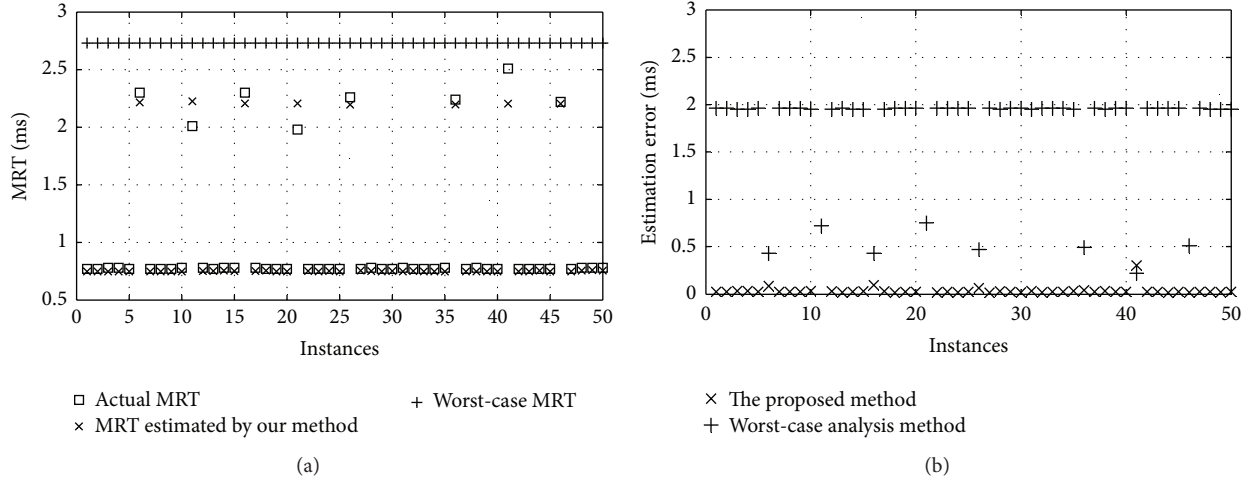 3
2.5
2
1.5
1
0.5
MRT (ms)
0 5 10 15 20 25 30 35 40 45 50
Instances
Actual MRT
MRT estimated by our method
Worst-case MRT
(a)
3
2.5
2
1.5
1
0.5
0
Estimation error (ms)
0 10 20 30 40 50
Instances
The proposed method
Worst-case analysis method
(b)